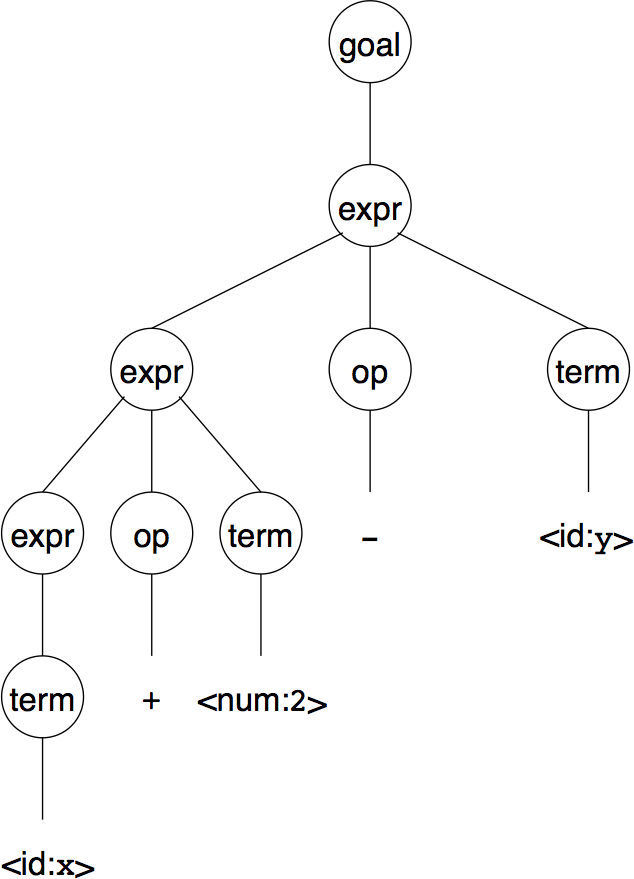 goal
expr
expr op term
expr op term – <id:y>
term + <num:2>
<id:x>